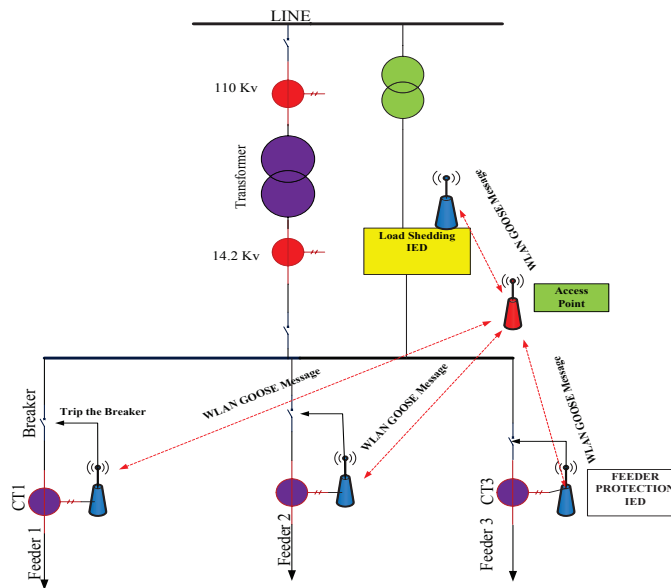 LINE
110 Kv
Transformer
14.2 Kv
Load Shedding
IED
WLAN GOOSE Message
Access
Point
WLAN GOOSE Message
WLAN GOOSE Message
WLAN GOOSE Message
Breaker
Trip the Breaker
CT1
CT3
FEEDER
PROTECTION
IED
Feeder 1
Feeder 2
Feeder 3